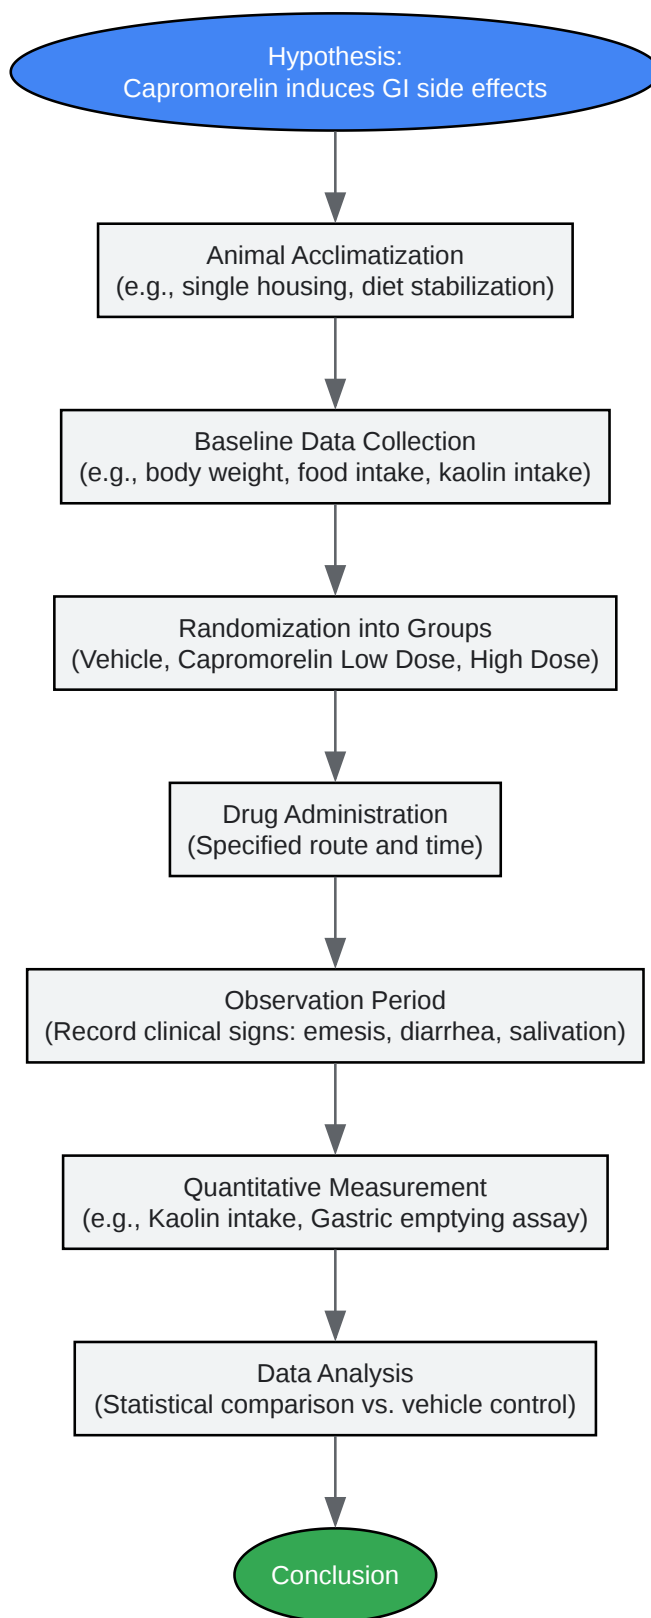 Hypothesis:
Capromorelin induces GI side effects
Animal Acclimatization
(e.g., single housing, diet stabilization)
Baseline Data Collection
(e.g., body weight, food intake, kaolin intake)
Randomization into Groups
(Vehicle, Capromorelin Low Dose, High Dose)
Drug Administration
(Specified route and time)
Observation Period
(Record clinical signs: emesis, diarrhea, salivation)
Quantitative Measurement
(e.g., Kaolin intake, Gastric emptying assay)
Data Analysis
(Statistical comparison vs. vehicle control)
Conclusion